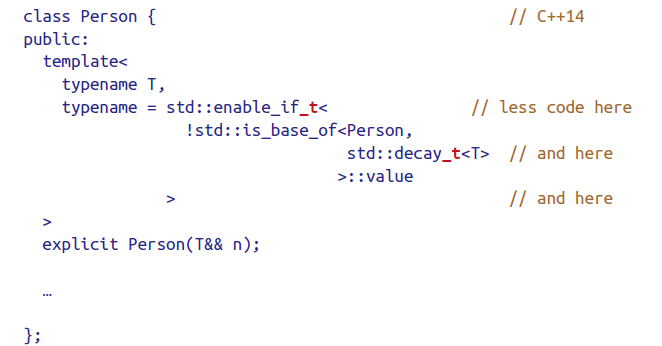 class Person {                                     // C++14
public:
  template<
    typename T,
    typename = std::enable_if_t<               // less code here
                 !std::is_base_of<Person,
                                  std::decay_t<T>  // and here
                                 >::value
               >                                   // and here
  >
  explicit Person(T&& n);
  …
};